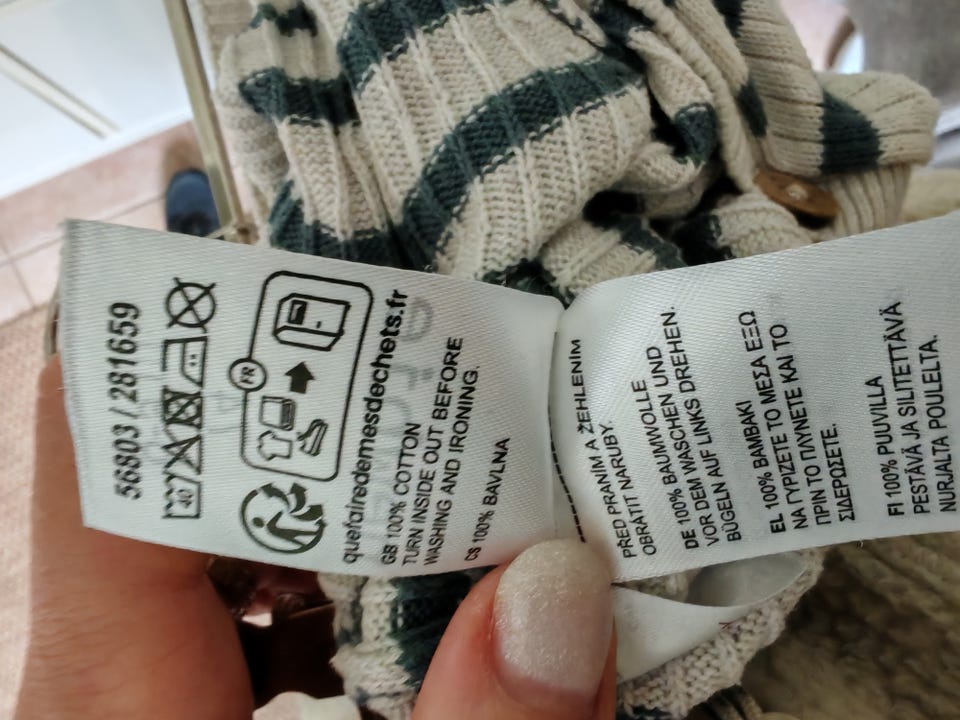 56803 / 281659
40
FR
quefairedemesdechets.fr
GB 100% COTTON
TURN INSIDE OUT BEFORE
WASHING AND IRONING.
CS 100% BAVLNA
PŘED PRANÍM A ŽEHLENÍM
OBRÁTIT NARUBY.
DE 100% BAUMWOLLE
VOR DEM WASCHEN UND
BÜGELN AUF LINKS DREHEN.
EL 100% ΒΑΜΒΑΚΙ
ΝΑ ΓΥΡΙΖΕΤΕ ΤΟ ΜΕΣΑ ΕΞΩ
ΠΡΙΝ ΤΟ ΠΛΥΝΕΤΕ ΚΑΙ ΤΟ
ΣΙΔΕΡΩΣΕΤΕ.
FI 100% PUUVILLA
PESTÄVÄ JA SILITETTÄVÄ
NURJALTA PUOLELTA.